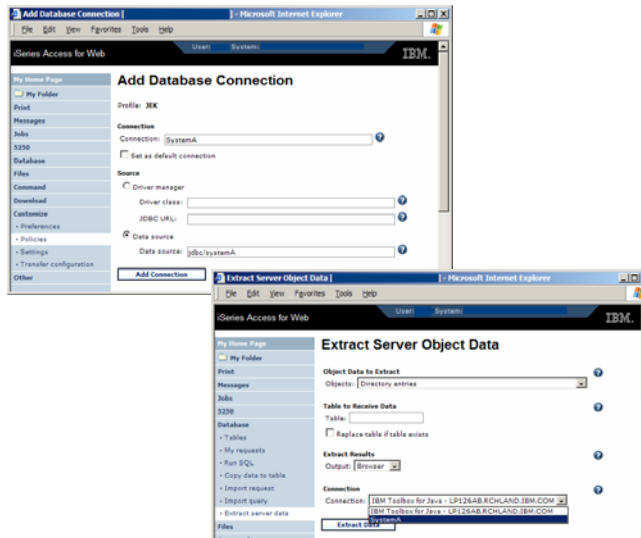 Add Database Connection [ ] - Microsoft Internet Explorer
File Edit View Favorites Tools Help
User: System:
iSeries Access for Web
IBM.
My Home Page
My Folder
Print
Messages
Jobs
5250
Database
Files
Command
Download
Customize
• Preferences
• Policies
• Settings
• Transfer configuration
Other
Add Database Connection
Profile: JEK
Connection
Connection: SystemA
Set as default connection
Source
Driver manager
Driver class:
JDBC URL:
Data source
Data source: jdbc/systemA
Add Connection
Extract Server Object Data [ ] - Microsoft Internet Explorer
File Edit View Favorites Tools Help
User: System:
iSeries Access for Web
IBM.
My Home Page
My Folder
Print
Messages
Jobs
5250
Database
• Tables
• My requests
• Run SQL
• Copy data to table
• Import request
• Import query
• Extract server data
Files
Extract Server Object Data
Object Data to Extract
Objects: Directory entries
Table to Receive Data
Table:
Replace table if table exists
Extract Results
Output: Browser
Connection
Connection: IBM Toolbox for Java - LP126AB.RCHLAND.IBM.COM
IBM Toolbox for Java - LP126AB.RCHLAND.IBM.COM
SystemA
Extract Data